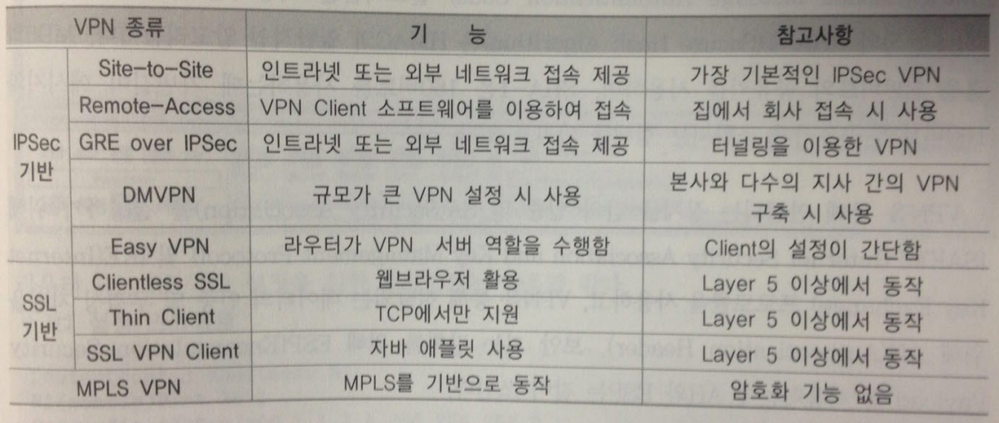 VPN 종류 기 능 참고사항
IPSec 기반
Site-to-Site 인트라넷 또는 외부 네트워크 접속 제공 가장 기본적인 IPSec VPN
Remote-Access VPN Client 소프트웨어를 이용하여 접속 집에서 회사 접속 시 사용
GRE over IPSec 인트라넷 또는 외부 네트워크 접속 제공 터널링을 이용한 VPN
DMVPN 규모가 큰 VPN 설정 시 사용 본사와 다수의 지사 간의 VPN
구축 시 사용
Easy VPN 라우터가 VPN 서버 역할을 수행함 Client의 설정이 간단함
SSL 기반
Clientless SSL 웹브라우저 활용 Layer 5 이상에서 동작
Thin Client TCP에서만 지원 Layer 5 이상에서 동작
SSL VPN Client 자바 애플릿 사용 Layer 5 이상에서 동작
MPLS VPN MPLS를 기반으로 동작 암호화 기능 없음